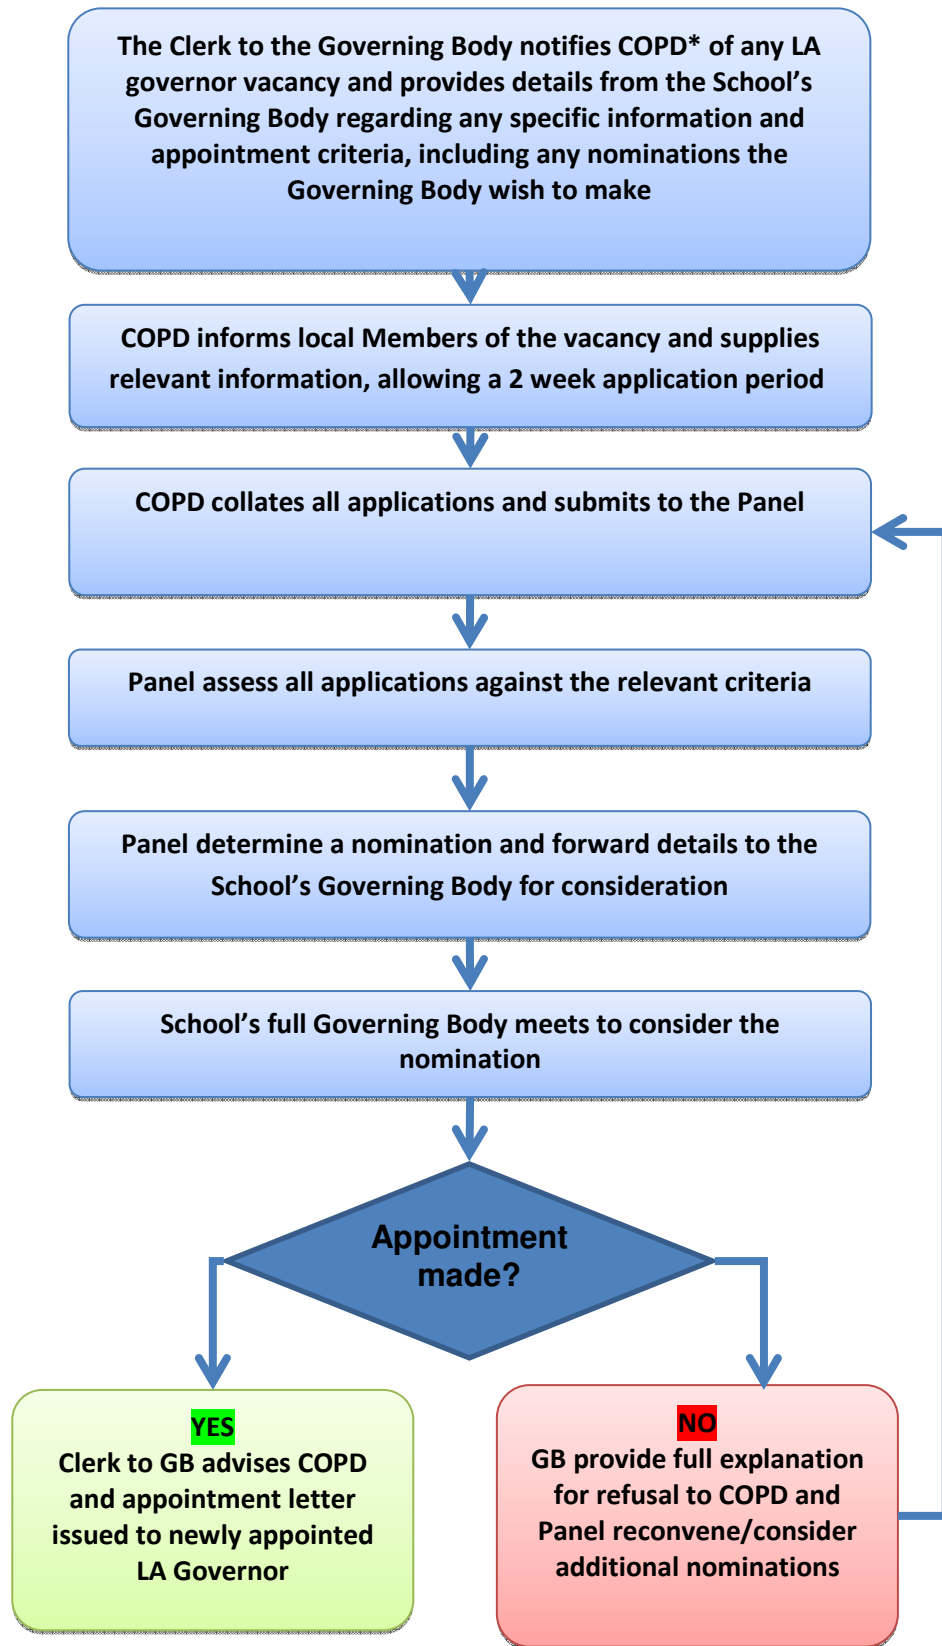 The Clerk to the Governing Body notifies COPD* of any LA
governor vacancy and provides details from the School’s
Governing Body regarding any specific information and
appointment criteria, including any nominations the
Governing Body wish to make
COPD informs local Members of the vacancy and supplies
relevant information, allowing a 2 week application period
COPD collates all applications and submits to the Panel
Panel assess all applications against the relevant criteria
Panel determine a nomination and forward details to the
School’s Governing Body for consideration
School’s full Governing Body meets to consider the
nomination
Appointment
made?
YES
Clerk to GB advises COPD
and appointment letter
issued to newly appointed
LA Governor
NO
GB provide full explanation
for refusal to COPD and
Panel reconvene/consider
additional nominations